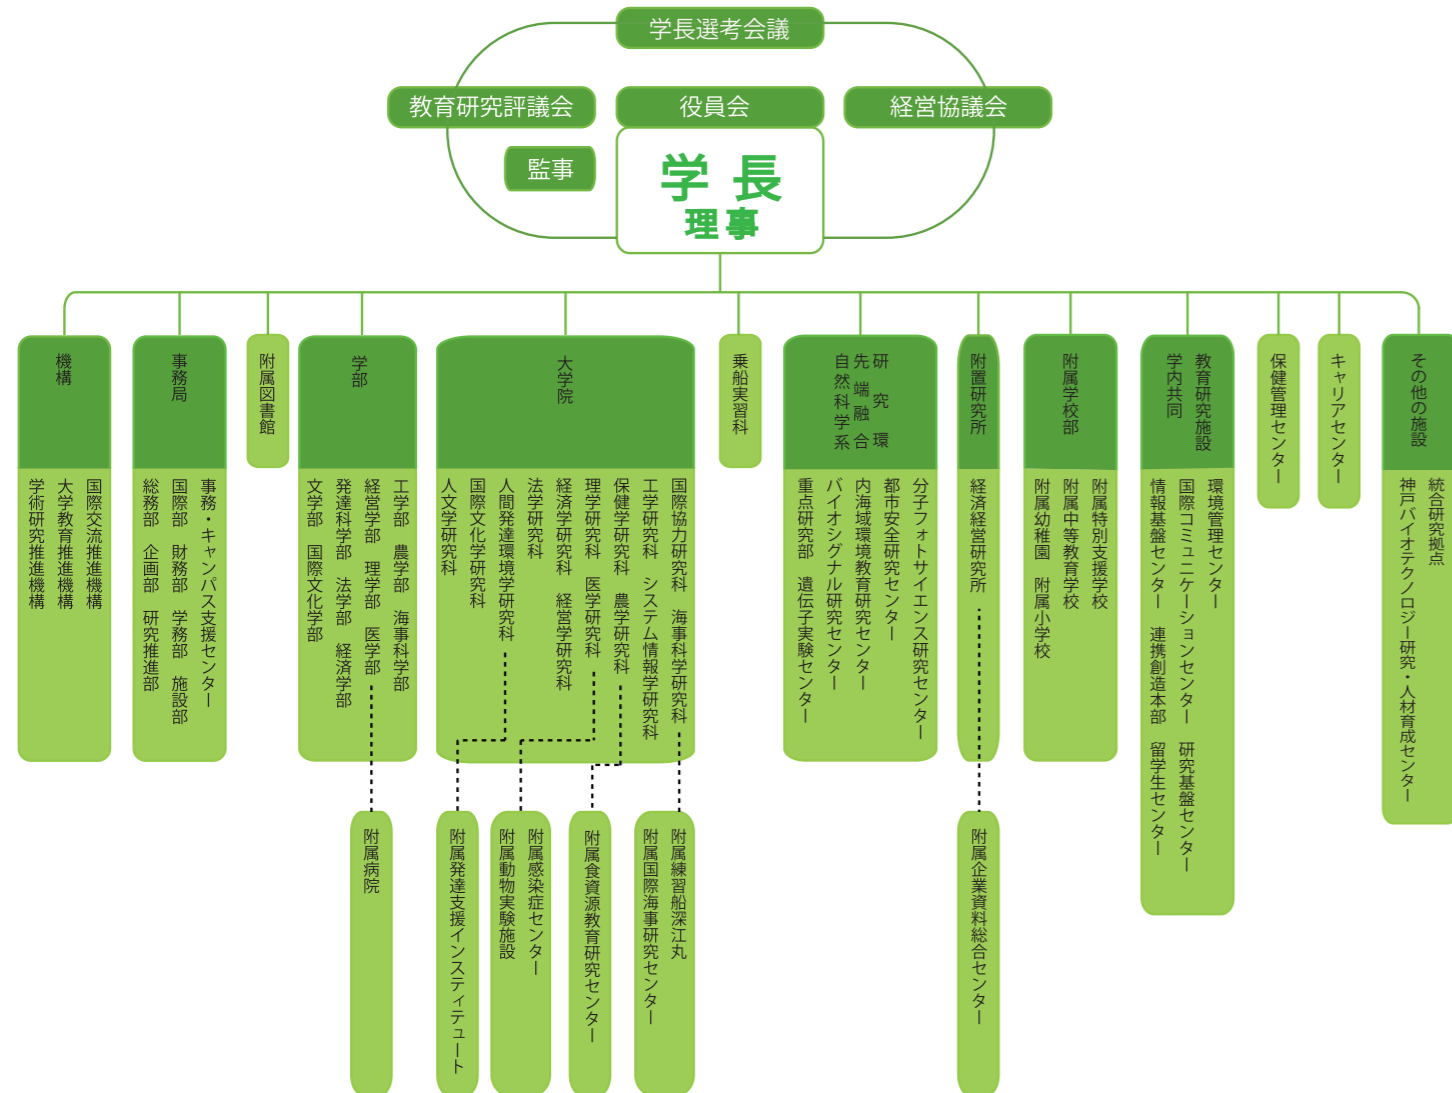 学長選考会議
教育研究評議会
役員会
経営協議会
監事
学長
理事
機構
国際交流推進機構
大学教育推進機構
学術研究推進機構
事務局
事務・キャンパス支援センター
国際部 財務部 学務部 施設部
総務部 企画部 研究推進部
附属図書館
学部
工学部 農学部 海事科学部
経営学部 理学部 医学部
発達科学部 法学部 経済学部
文学部 国際文化学部
附属病院
大学院
国際協力研究科 海事科学研究科
工学研究科 システム情報学研究科
保健学研究科 農学研究科
理学研究科 医学研究科
経済学研究科 経営学研究科
法学研究科
人間発達環境学研究科
国際文化学研究科
人文学研究科
附属発達支援インスティテュート
附属感染症センター
附属動物実験施設
附属食資源教育研究センター
附属練習船深江丸
附属国際海事研究センター
乗船実習科
研究環
先端融合
自然科学系
分子フォトサイエンス研究センター
都市安全研究センター
内海域環境教育研究センター
バイオシグナル研究センター
重点研究部 遺伝子実験センター
附置研究所
経済経営研究所
附属企業資料総合センター
附属学校部
附属特別支援学校
附属中等教育学校
附属幼稚園 附属小学校
教育研究施設
学内共同
環境管理センター
国際コミュニケーションセンター 研究基盤センター
情報基盤センター 連携創造本部 留学生センター
保健管理センター
キャリアセンター
その他の施設
統合研究拠点
神戸バイオテクノロジー研究・人材育成センター